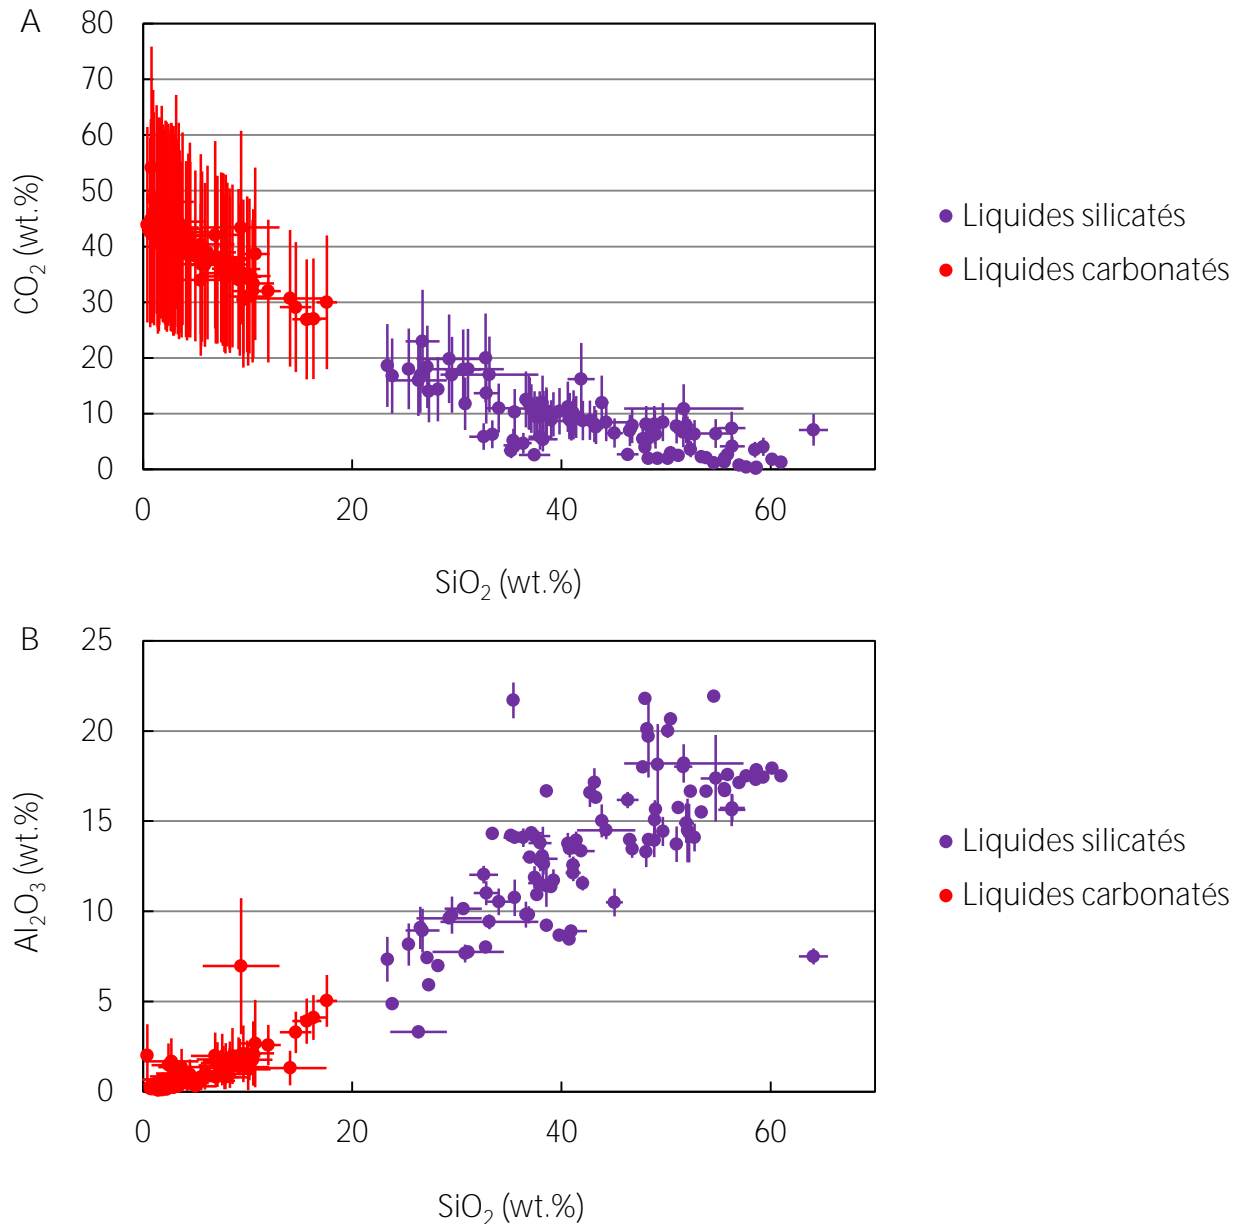 A
80
70
60
50
40
30
20
10
0
CO₂ (wt.%)
0 20 40 60
SiO₂ (wt.%)
Liquides silicatés
Liquides carbonatés
B
25
20
15
10
5
0
Al₂O₃ (wt.%)
0 20 40 60
SiO₂ (wt.%)
Liquides silicatés
Liquides carbonatés